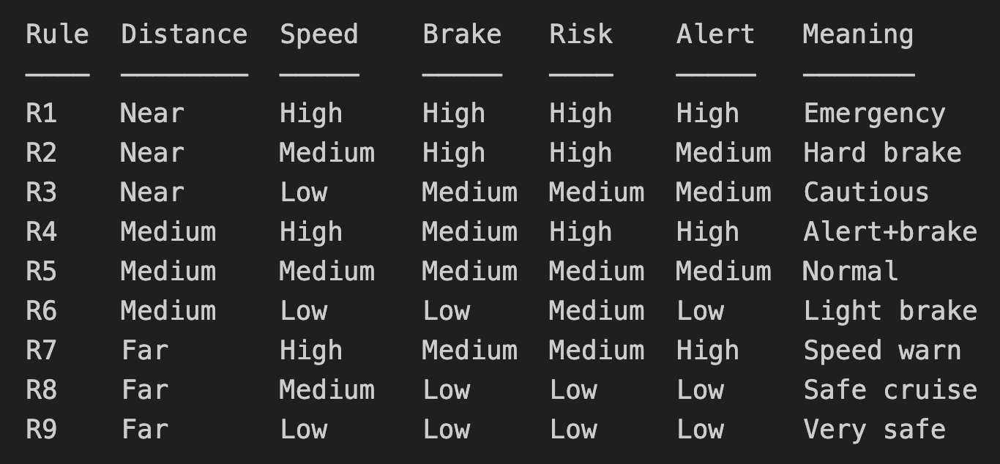 Rule Distance Speed Brake Risk Alert Meaning
R1 Near High High High High Emergency
R2 Near Medium High High Medium Hard brake
R3 Near Low Medium Medium Medium Cautious
R4 Medium High Medium High High Alert+brake
R5 Medium Medium Medium Medium Medium Normal
R6 Medium Low Low Medium Low Light brake
R7 Far High Medium Medium High Speed warn
R8 Far Medium Low Low Low Safe cruise
R9 Far Low Low Low Low Very safe